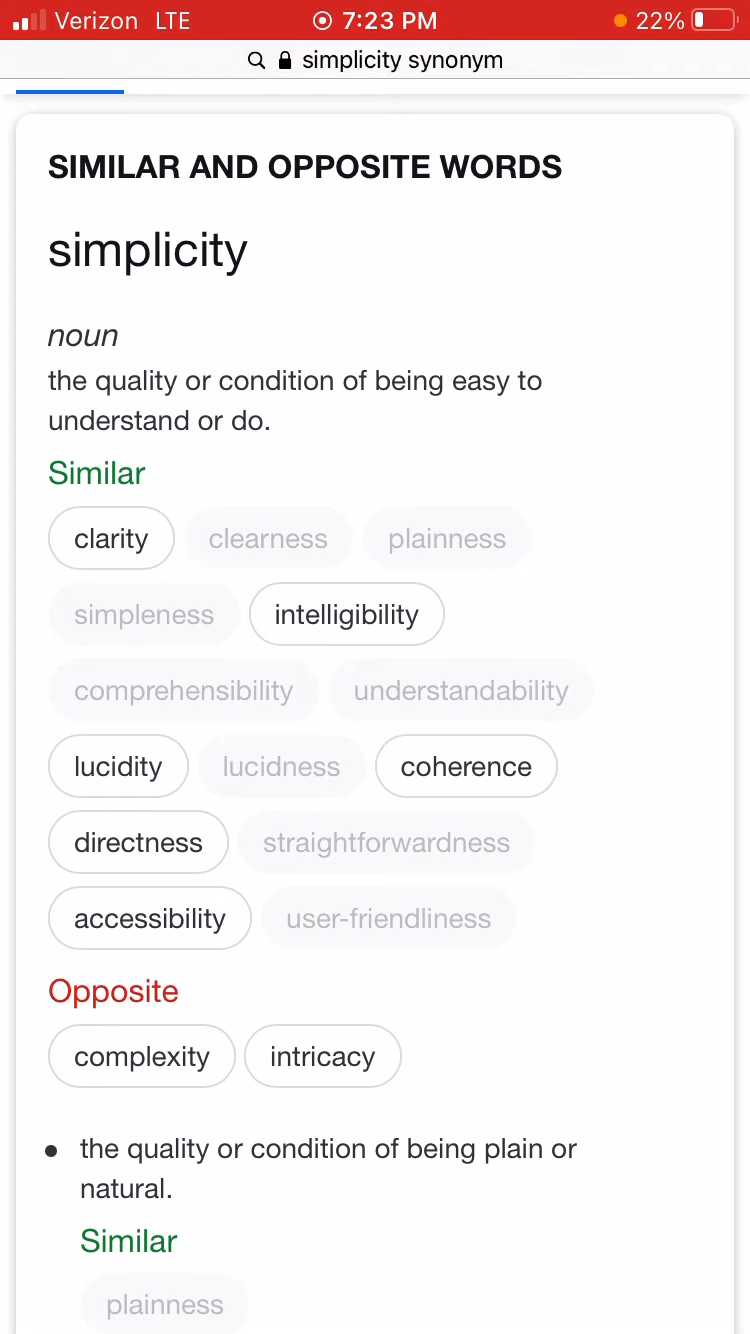 Verizon LTE 7:23 PM 22%
simplicity synonym
SIMILAR AND OPPOSITE WORDS
simplicity
noun
the quality or condition of being easy to
understand or do.
Similar
clarity clearness plainness
simpleness intelligibility
comprehensibility understandability
lucidity lucidness coherence
directness straightforwardness
accessibility user-friendliness
Opposite
complexity intricacy
• the quality or condition of being plain or
natural.
Similar
plainness